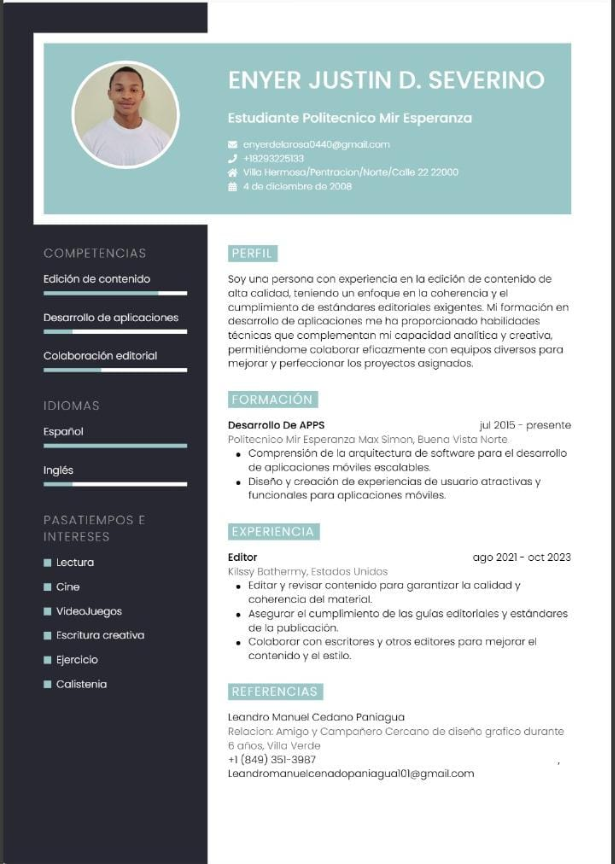 ENYER JUSTIN D. SEVERINO
Estudiante Politecnico Mir Esperanza
enyerdelarosa0440@gmail.com
+18293225133
Villa Hermosa/Pentracion/Norte/Calle 22 22000
4 de diciembre de 2008
COMPETENCIAS
Edición de contenido
Desarrollo de aplicaciones
Colaboración editorial
IDIOMAS
Español
Inglés
PASATIEMPOS E
INTERESES
Lectura
Cine
VideoJuegos
Escritura creativa
Ejercicio
Calistenia
PERFIL
Soy una persona con experiencia en la edición de contenido de
alta calidad, teniendo un enfoque en la coherencia y el
cumplimiento de estándares editoriales exigentes. Mi formación en
desarrollo de aplicaciones me ha proporcionado habilidades
técnicas que complementan mi capacidad analítica y creativa,
permitiéndome colaborar eficazmente con equipos diversos para
mejorar y perfeccionar los proyectos asignados.
FORMACIÓN
Desarrollo De APPS jul 2015 - presente
Politecnico Mir Esperanza Max Simon, Buena Vista Norte
• Comprensión de la arquitectura de software para el desarrollo
de aplicaciones móviles escalables.
• Diseño y creación de experiencias de usuario atractivas y
funcionales para aplicaciones móviles.
EXPERIENCIA
Editor ago 2021 - oct 2023
Kilssy Bathermy, Estados Unidos
• Editar y revisar contenido para garantizar la calidad y
coherencia del material.
• Asegurar el cumplimiento de las guías editoriales y estándares
de la publicación.
• Colaborar con escritores y otros editores para mejorar el
contenido y el estilo.
REFERENCIAS
Leandro Manuel Cedano Paniagua
Relacion: Amigo y Campañero Cercano de diseño grafico durante
6 años, Villa Verde
+1 (849) 351-3987 ,
Leandromanuelcenadopaniagua101@gmail.com